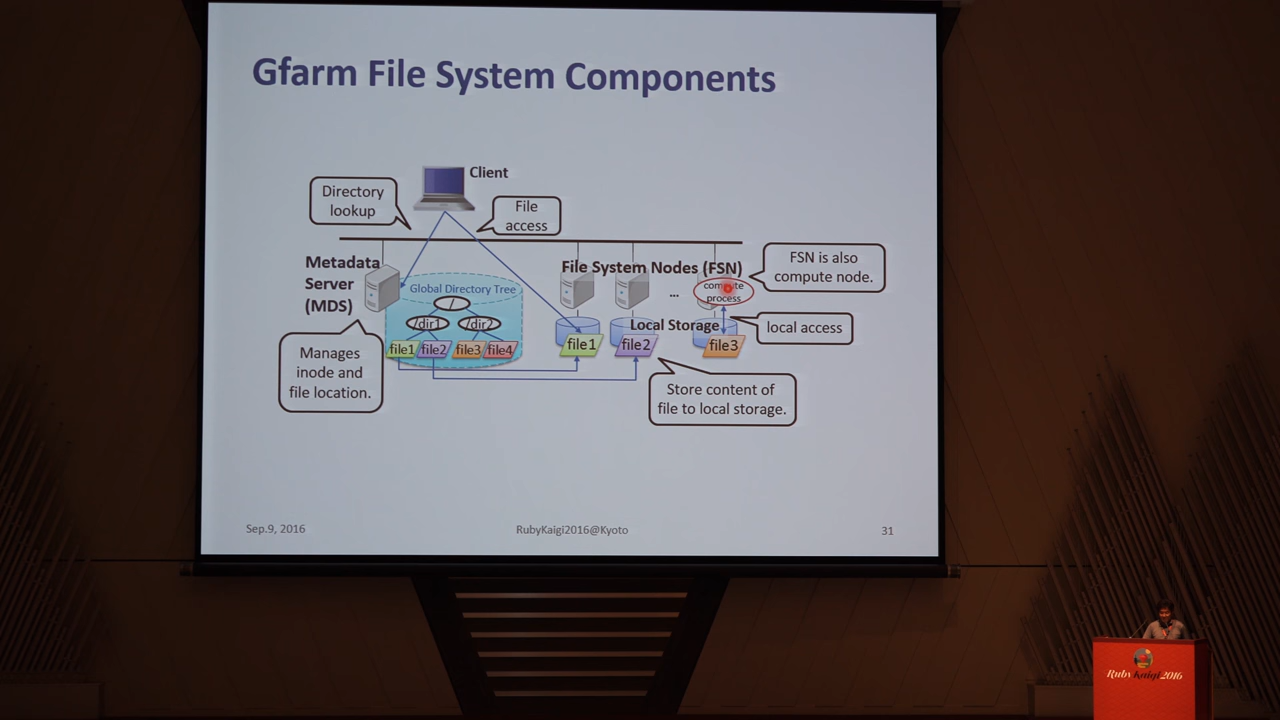 Gfarm File System Components
Client
Directory
lookup
File
access
Metadata
Server
(MDS)
Global Directory Tree
/
/dir1
/dir2
file1
file2
file3
file4
Manages
inode and
file location.
File System Nodes (FSN)
...
compute
process
FSN is also
compute node.
Local Storage
local access
file1
file2
file3
Store content of
file to local storage.
Sep.9, 2016
RubyKaigi2016@Kyoto
31
RubyKaigi2016